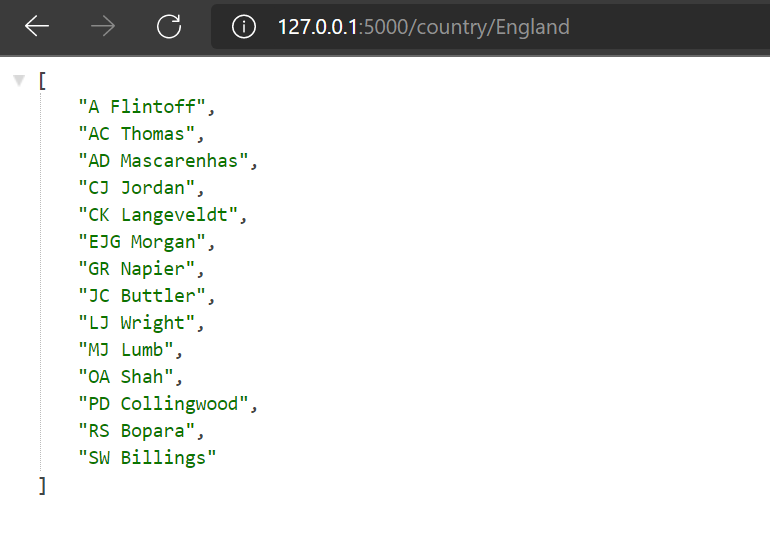 127.0.0.1:5000/country/England
[
"A Flintoff",
"AC Thomas",
"AD Mascarenhas",
"CJ Jordan",
"CK Langeveldt",
"EJG Morgan",
"GR Napier",
"JC Buttler",
"LJ Wright",
"MJ Lumb",
"OA Shah",
"PD Collingwood",
"RS Bopara",
"SW Billings"
]